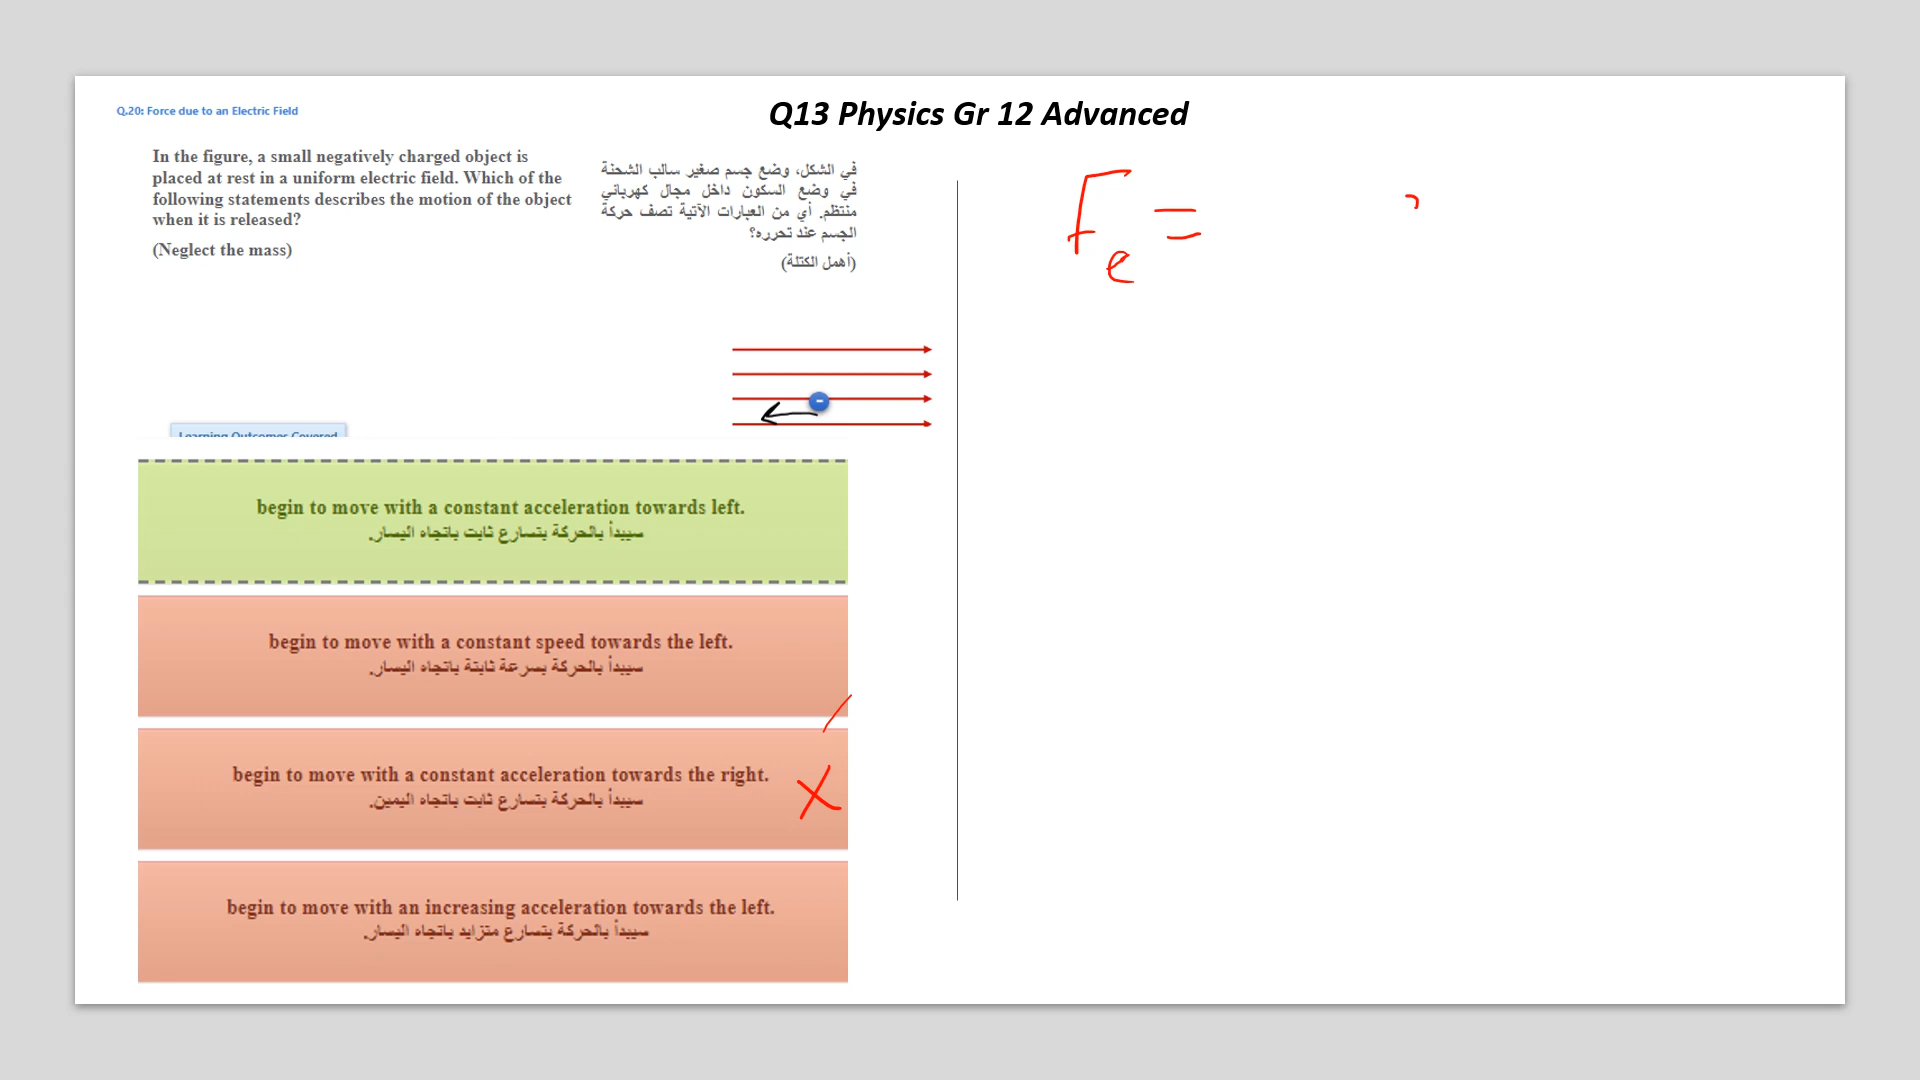 Q.20: Force due to an Electric Field
Q13 Physics Gr 12 Advanced
In the figure, a small negatively charged object is
placed at rest in a uniform electric field. Which of the
following statements describes the motion of the object
when it is released?
(Neglect the mass)
في الشكل، وضع جسم صغير سالب الشحنة
في وضع السكون داخل مجال كهربائي
منتظم. أي من العبارات الآتية تصف حركة
الجسم عند تحرره؟
(أهمل الكتلة)
Fe =
-
Learning Outcomes Covered
begin to move with a constant acceleration towards left.
سيبدأ بالحركة بتسارع ثابت باتجاه اليسار.
begin to move with a constant speed towards the left.
سيبدأ بالحركة بسرعة ثابتة باتجاه اليسار.
begin to move with a constant acceleration towards the right.
سيبدأ بالحركة بتسارع ثابت باتجاه اليمين.
begin to move with an increasing acceleration towards the left.
سيبدأ بالحركة بتسارع متزايد باتجاه اليسار.